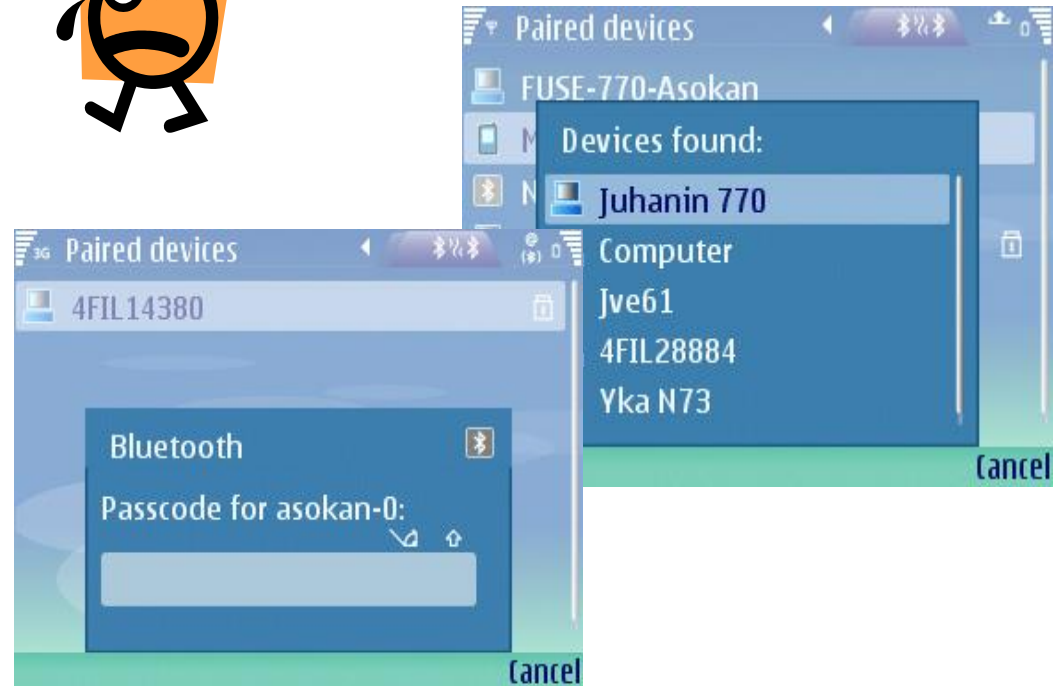 Paired devices
FUSE-770-Asokan
M
Devices found:
N
Juhanin 770
Computer
Jve61
4FIL28884
Yka N73
Cancel
3G Paired devices
4FIL14380
Bluetooth
Passcode for asokan-0:
Cancel